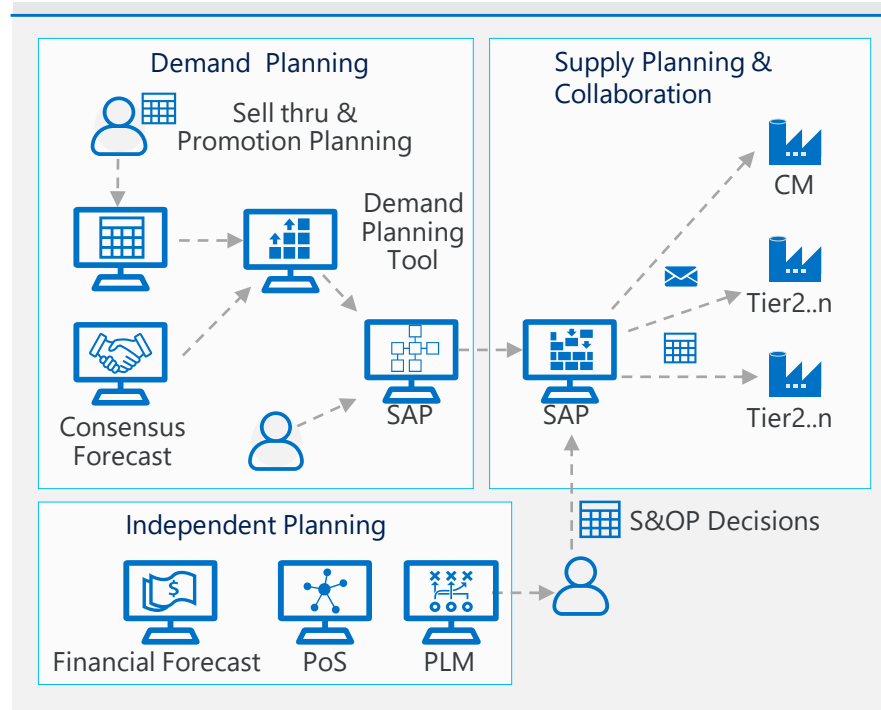 Demand Planning
Sell thru &
Promotion Planning
Demand
Planning
Tool
Consensus
Forecast
SAP
Supply Planning &
Collaboration
CM
Tier2..n
Tier2..n
SAP
S&OP Decisions
Independent Planning
$
Financial Forecast
PoS
PLM